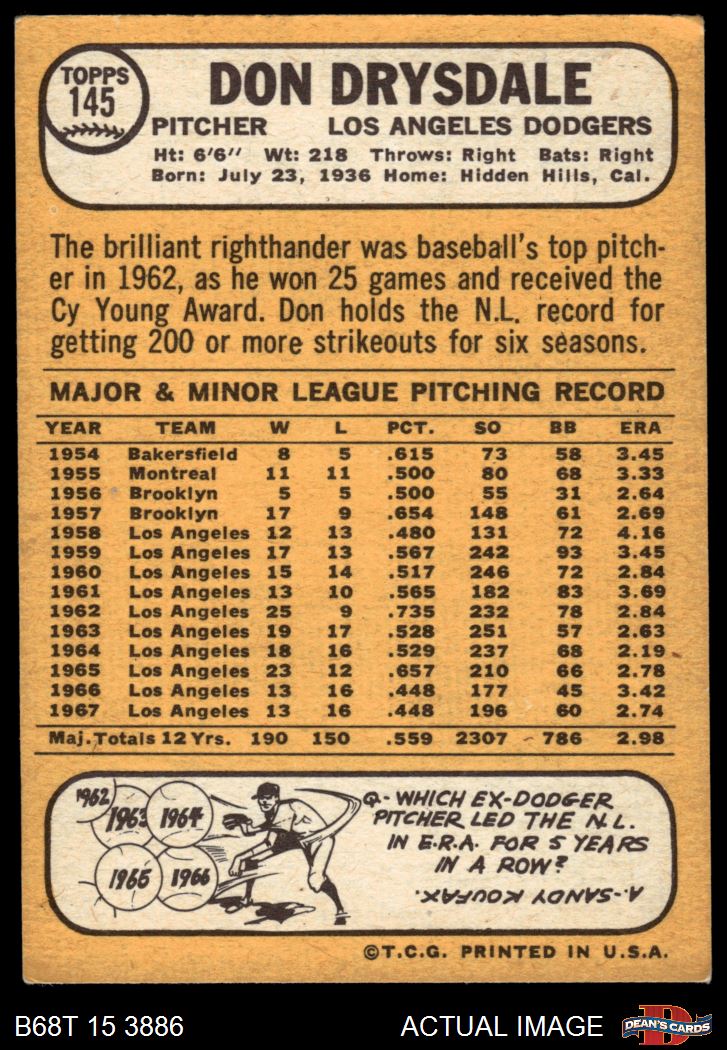 TOPPS
145
DON DRYSDALE
PITCHER LOS ANGELES DODGERS
Ht: 6'6" Wt: 218 Throws: Right Bats: Right
Born: July 23, 1936 Home: Hidden Hills, Cal.
The brilliant righthander was baseball's top pitch-
er in 1962, as he won 25 games and received the
Cy Young Award. Don holds the N.L. record for
getting 200 or more strikeouts for six seasons.
MAJOR & MINOR LEAGUE PITCHING RECORD
YEAR TEAM W L PCT. SO BB ERA
1954 Bakersfield 8 5 .615 73 58 3.45
1955 Montreal 11 11 .500 80 68 3.33
1956 Brooklyn 5 5 .500 55 31 2.64
1957 Brooklyn 17 9 .654 148 61 2.69
1958 Los Angeles 12 13 .480 131 72 4.16
1959 Los Angeles 17 13 .567 242 93 3.45
1960 Los Angeles 15 14 .517 246 72 2.84
1961 Los Angeles 13 10 .565 182 83 3.69
1962 Los Angeles 25 9 .735 232 78 2.84
1963 Los Angeles 19 17 .528 251 57 2.63
1964 Los Angeles 18 16 .529 237 68 2.19
1965 Los Angeles 23 12 .657 210 66 2.78
1966 Los Angeles 13 16 .448 177 45 3.42
1967 Los Angeles 13 16 .448 196 60 2.74
Maj. Totals 12 Yrs. 190 150 .559 2307 786 2.98
1962
1963 1964
1965 1966
Q- WHICH EX-DODGER
PITCHER LED THE N.L.
IN E.R.A. FOR 5 YEARS
IN A ROW?
A- SANDY KOUFAX.
©T.C.G. PRINTED IN U.S.A.
B68T 15 3886 ACTUAL IMAGE
D
DEAN'S CARDS